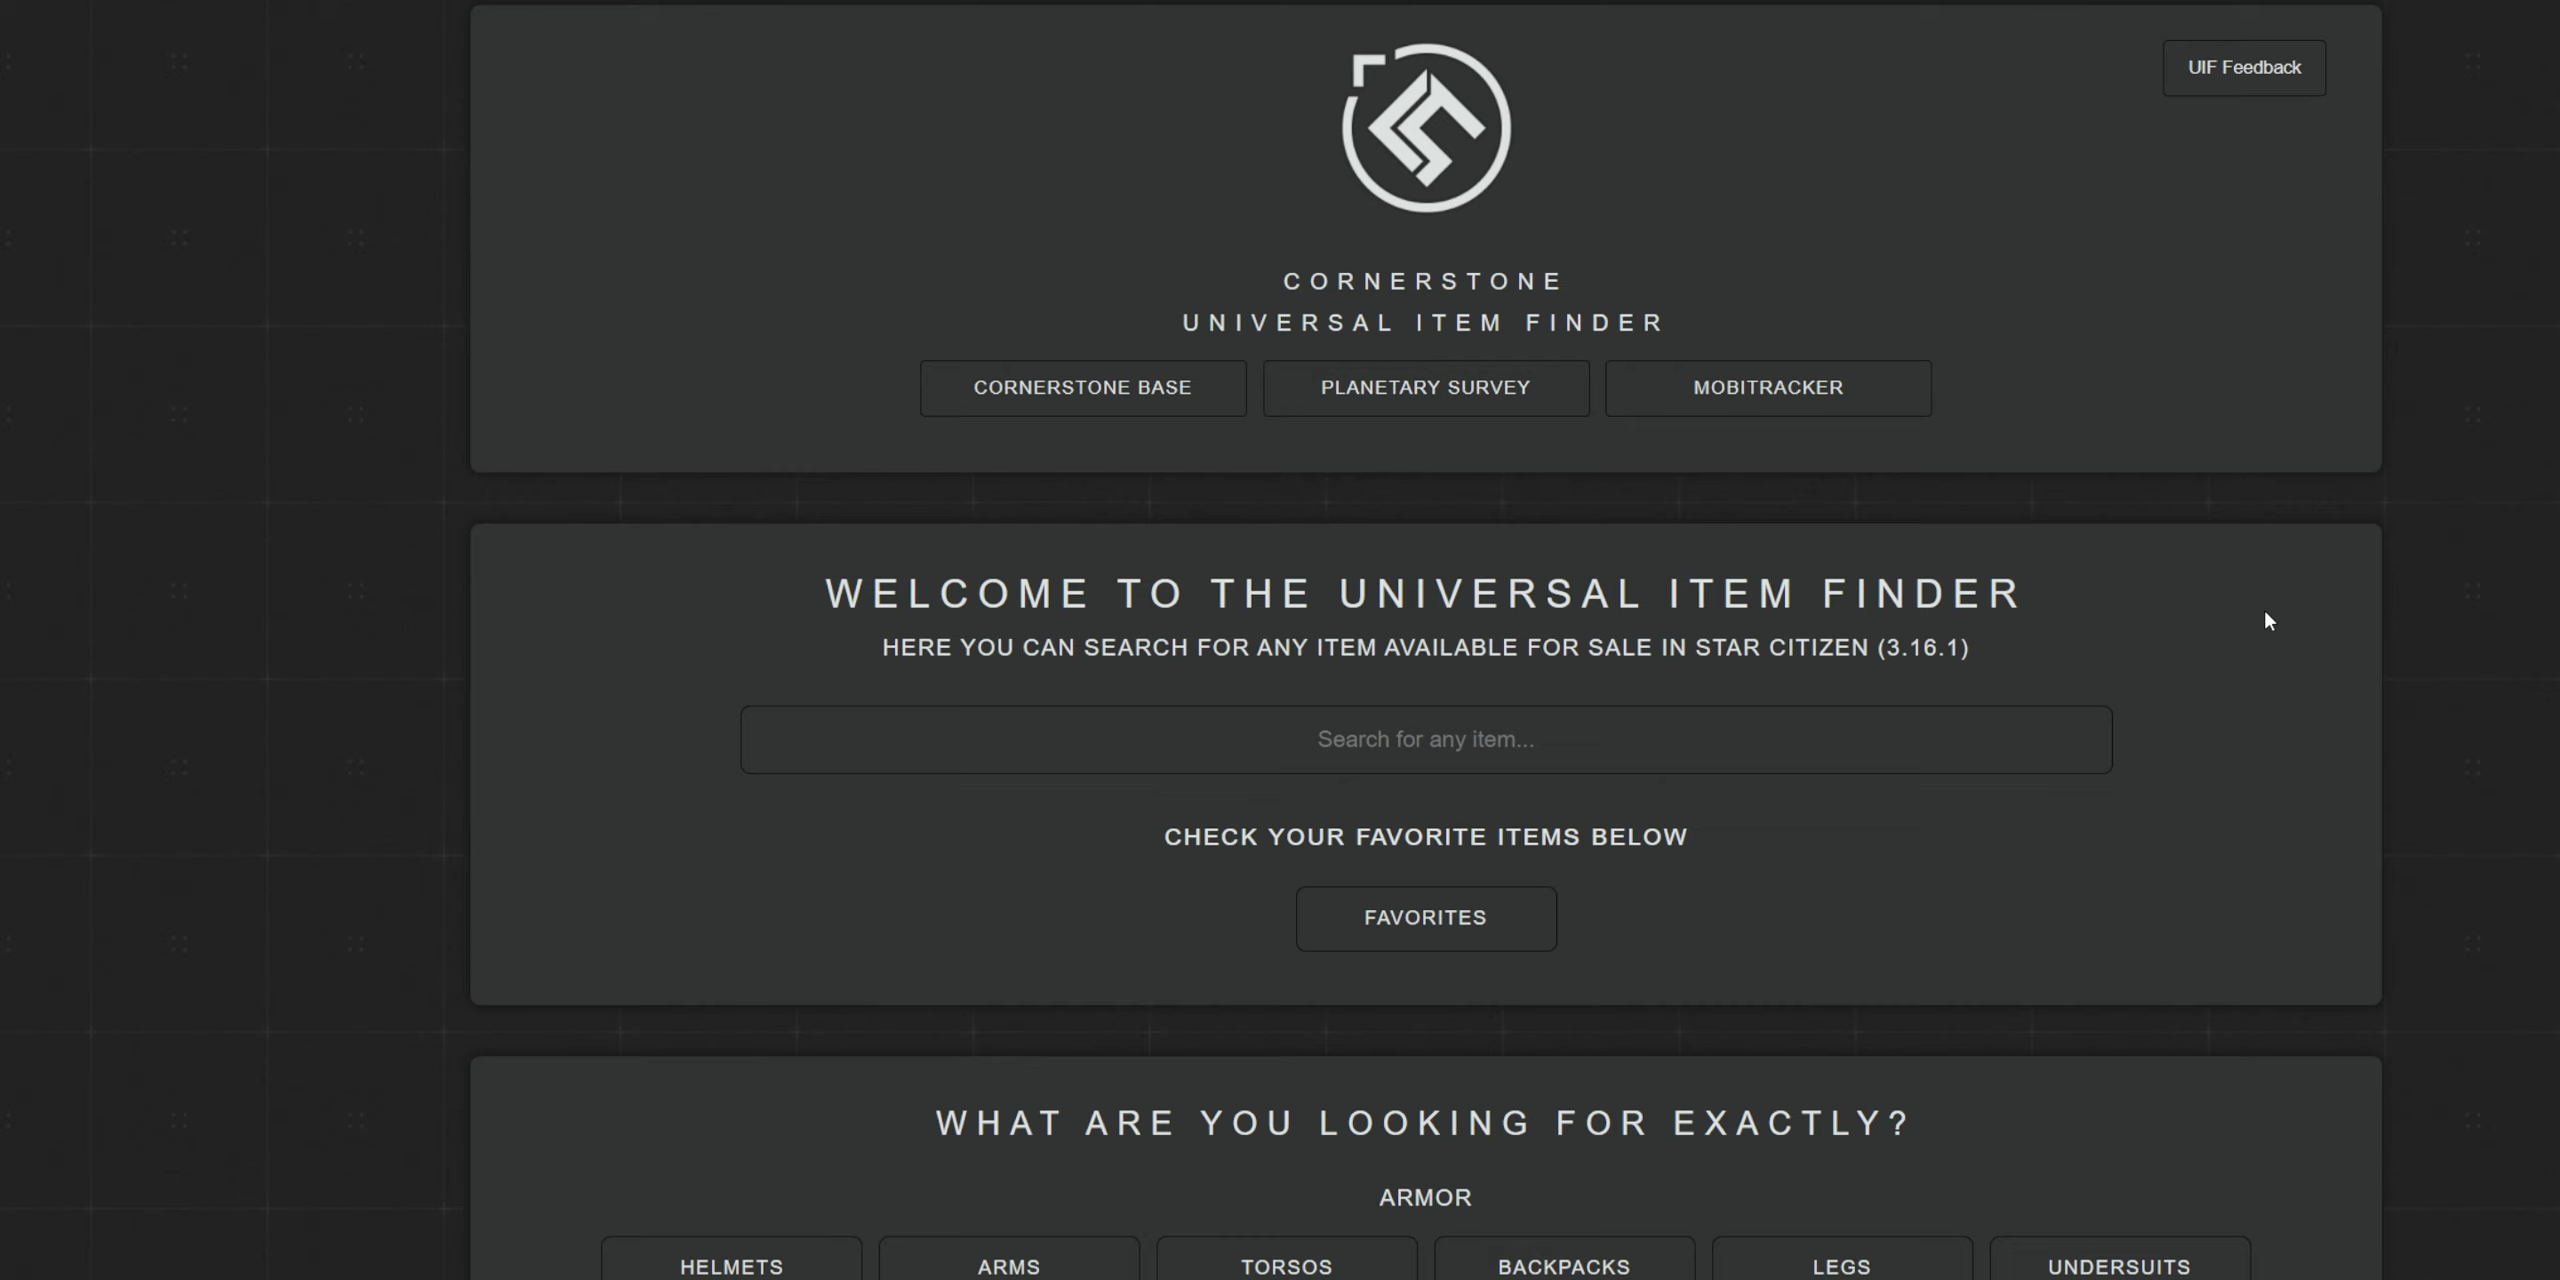 UIF Feedback
CORNERSTONE
UNIVERSAL ITEM FINDER
CORNERSTONE BASE
PLANETARY SURVEY
MOBITRACKER
WELCOME TO THE UNIVERSAL ITEM FINDER
HERE YOU CAN SEARCH FOR ANY ITEM AVAILABLE FOR SALE IN STAR CITIZEN (3.16.1)
Search for any item...
CHECK YOUR FAVORITE ITEMS BELOW
FAVORITES
WHAT ARE YOU LOOKING FOR EXACTLY?
ARMOR
HELMETS
ARMS
TORSOS
BACKPACKS
LEGS
UNDERSUITS